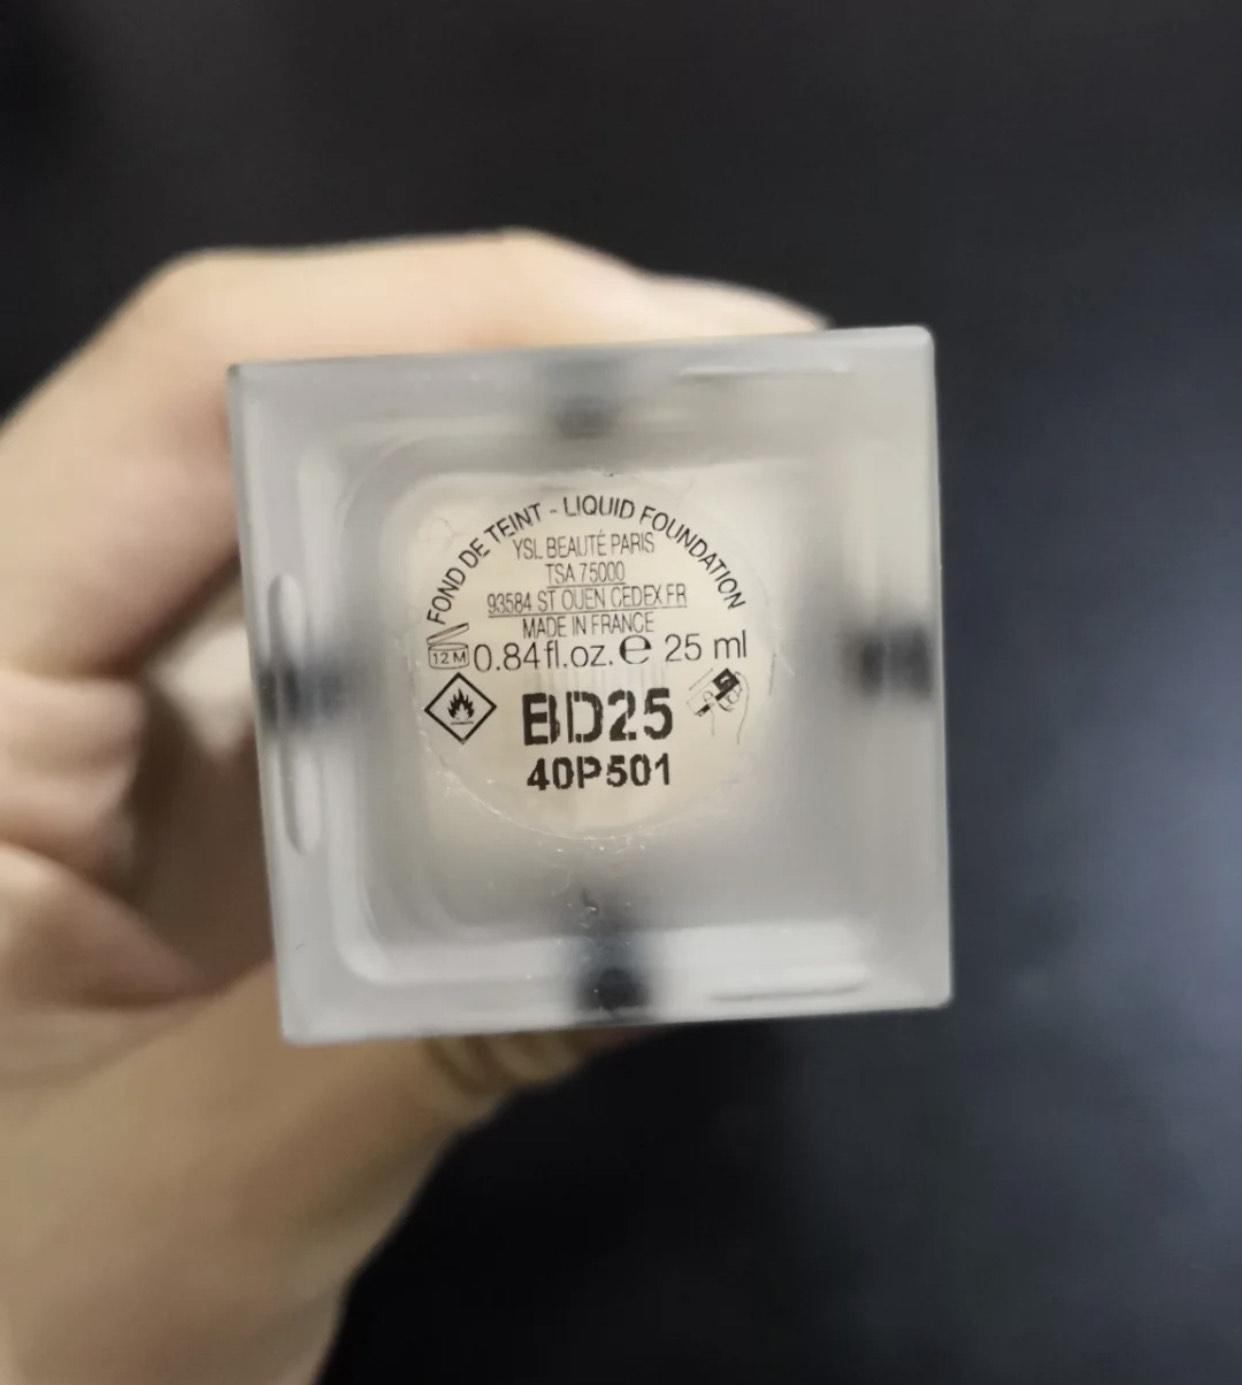 FOND DE TEINT - LIQUID FOUNDATION
YSL BEAUTÉ PARIS
TSA 75000
93584 ST OUEN CEDEX FR
MADE IN FRANCE
12 M 0.84 fl.oz. e 25 ml
BD25
40P501